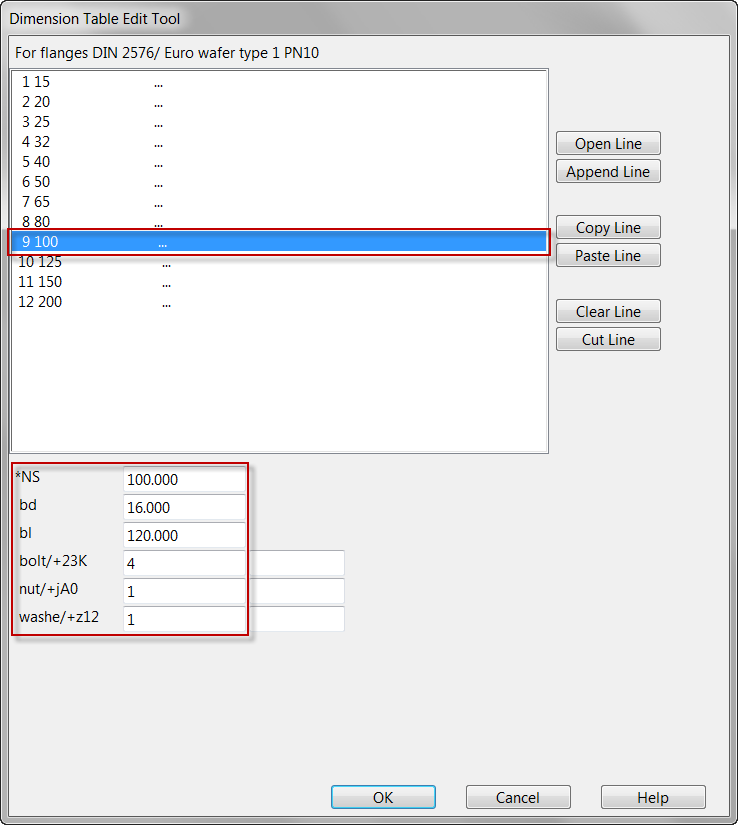 Dimension Table Edit Tool
For flanges DIN 2576/ Euro wafer type 1 PN10
1 15 ...
2 20 ...
3 25 ...
4 32 ...
5 40 ...
6 50 ...
7 65 ...
8 80 ...
9 100 ...
10 125 ...
11 150 ...
12 200 ...
Open Line
Append Line
Copy Line
Paste Line
Clear Line
Cut Line
*NS 100.000
bd 16.000
bl 120.000
bolt/+23K 4
nut/+jA0 1
washe/+z12 1
OK Cancel Help